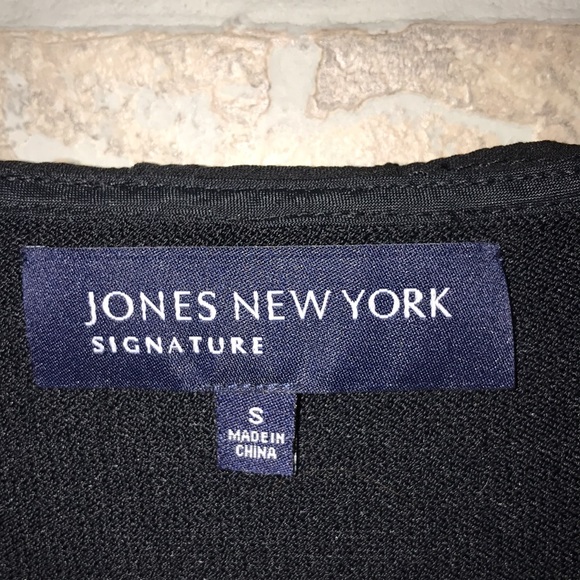 JONES NEW YORK
SIGNATURE
S
MADE IN
CHINA